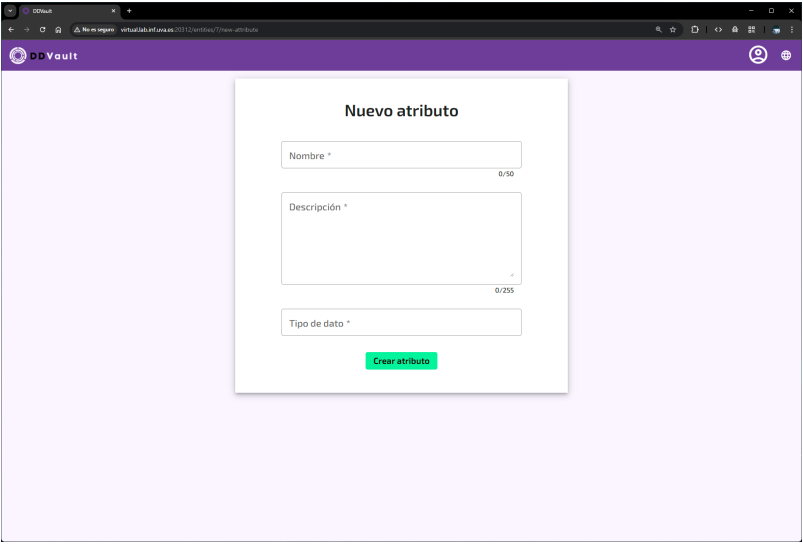 DDVault
No es seguro virtual.lab.inf.uva.es:20312/entities/7/new-attribute
DDVault
Nuevo atributo
Nombre *
0/50
Descripción *
0/255
Tipo de dato *
Crear atributo